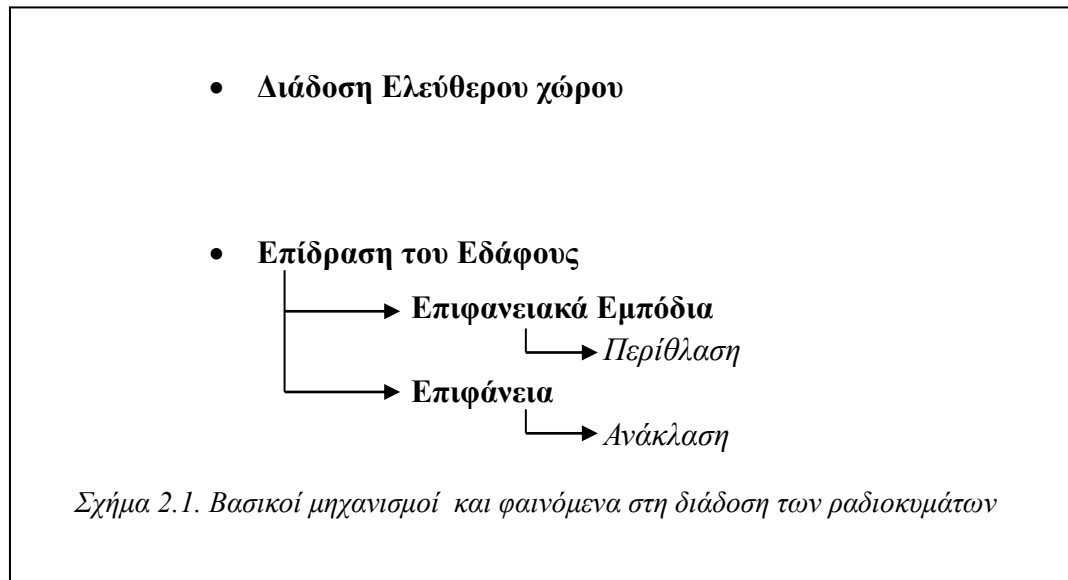 • Διάδοση Ελεύθερου χώρου
• Επίδραση του Εδάφους
Επιφανειακά Εμπόδια
Περίθλαση
Επιφάνεια
Ανάκλαση
Σχήμα 2.1. Βασικοί μηχανισμοί και φαινόμενα στη διάδοση των ραδιοκυμάτων